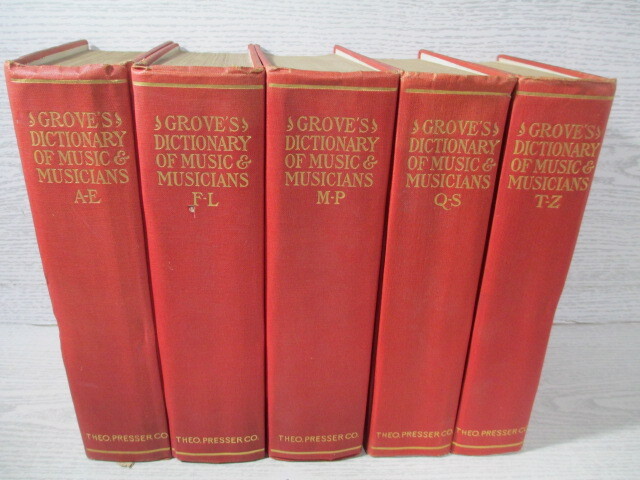 GROVE'S
DICTIONARY
OF MUSIC &
MUSICIANS
A-E
THEO. PRESSER CO.
GROVE'S
DICTIONARY
OF MUSIC &
MUSICIANS
F-L
THEO. PRESSER CO.
GROVE'S
DICTIONARY
OF MUSIC &
MUSICIANS
M-P
THEO. PRESSER CO.
GROVE'S
DICTIONARY
OF MUSIC &
MUSICIANS
Q-S
THEO. PRESSER CO.
GROVE'S
DICTIONARY
OF MUSIC &
MUSICIANS
T-Z
THEO. PRESSER CO.